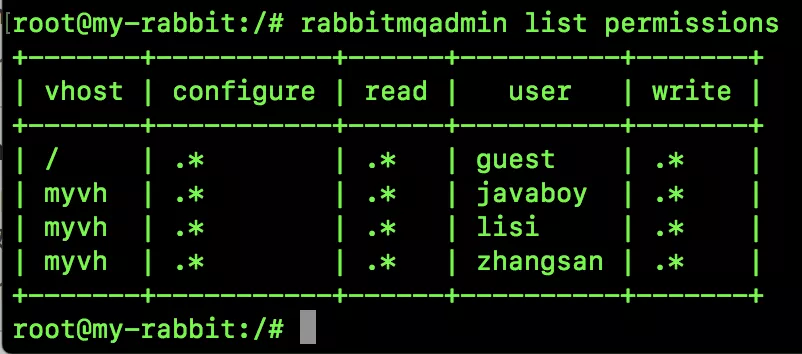 [root@my-rabbit:/# rabbitmqadmin list permissions
+-------+-----------+------+----------+-------+
| vhost | configure | read |   user   | write |
+-------+-----------+------+----------+-------+
| /     | .*        | .*   | guest    | .*    |
| myvh  | .*        | .*   | javaboy  | .*    |
| myvh  | .*        | .*   | lisi     | .*    |
| myvh  | .*        | .*   | zhangsan | .*    |
+-------+-----------+------+----------+-------+
root@my-rabbit:/#